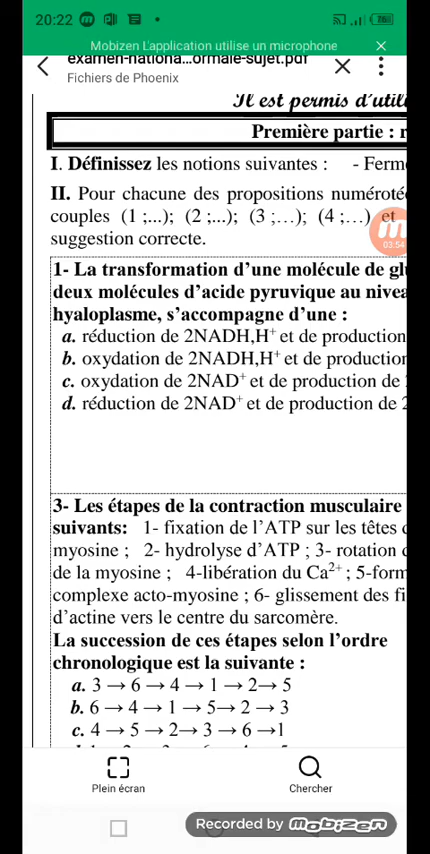 20:22
Mobizen L'application utilise un microphone
examen-nationa...ormale-sujet.pdf
Fichiers de Phoenix
Il est permis d'utili
Première partie : r
I. Définissez les notions suivantes : - Ferm
II. Pour chacune des propositions numéroté
couples (1 ;...); (2 ;...); (3 ;...); (4 ;...) et
suggestion correcte.
03:54
1- La transformation d'une molécule de gl
deux molécules d'acide pyruvique au nivea
hyaloplasme, s'accompagne d'une :
a. réduction de 2NADH,H⁺ et de production
b. oxydation de 2NADH,H⁺ et de production
c. oxydation de 2NAD⁺ et de production de
d. réduction de 2NAD⁺ et de production de 2
3- Les étapes de la contraction musculaire
suivants: 1- fixation de l'ATP sur les têtes d
myosine ; 2- hydrolyse d'ATP ; 3- rotation d
de la myosine ; 4-libération du Ca²⁺ ; 5-form
complexe acto-myosine ; 6- glissement des fi
d'actine vers le centre du sarcomère.
La succession de ces étapes selon l'ordre
chronologique est la suivante :
a. 3 → 6 → 4 → 1 → 2→ 5
b. 6 → 4 → 1 → 5→ 2 → 3
c. 4 → 5 → 2→ 3 → 6 →1
Plein écran
Chercher
Recorded by mobizen